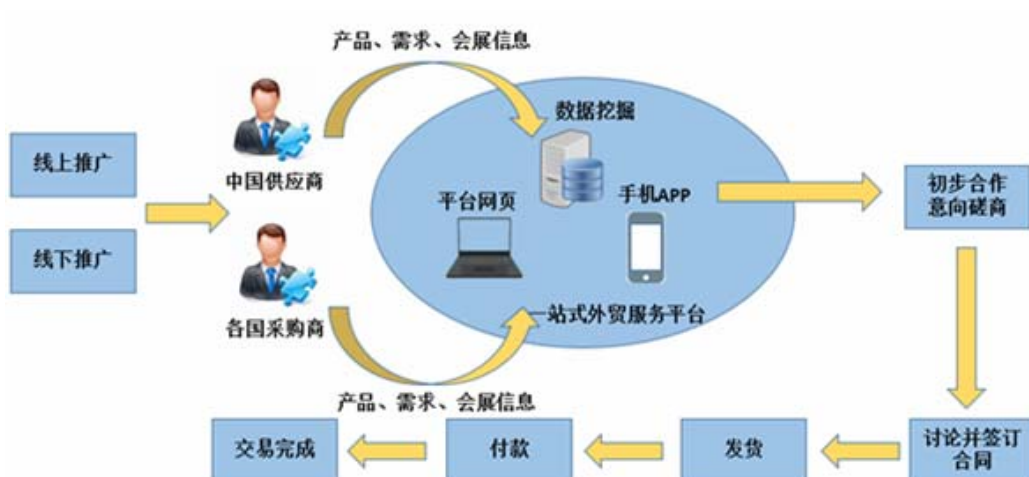 产品、需求、会展信息
线上推广
线下推广
中国供应商
各国采购商
数据挖掘
平台网页
手机APP
一站式外贸服务平台
产品、需求、会展信息
初步合作
意向磋商
讨论并签订
合同
发货
付款
交易完成